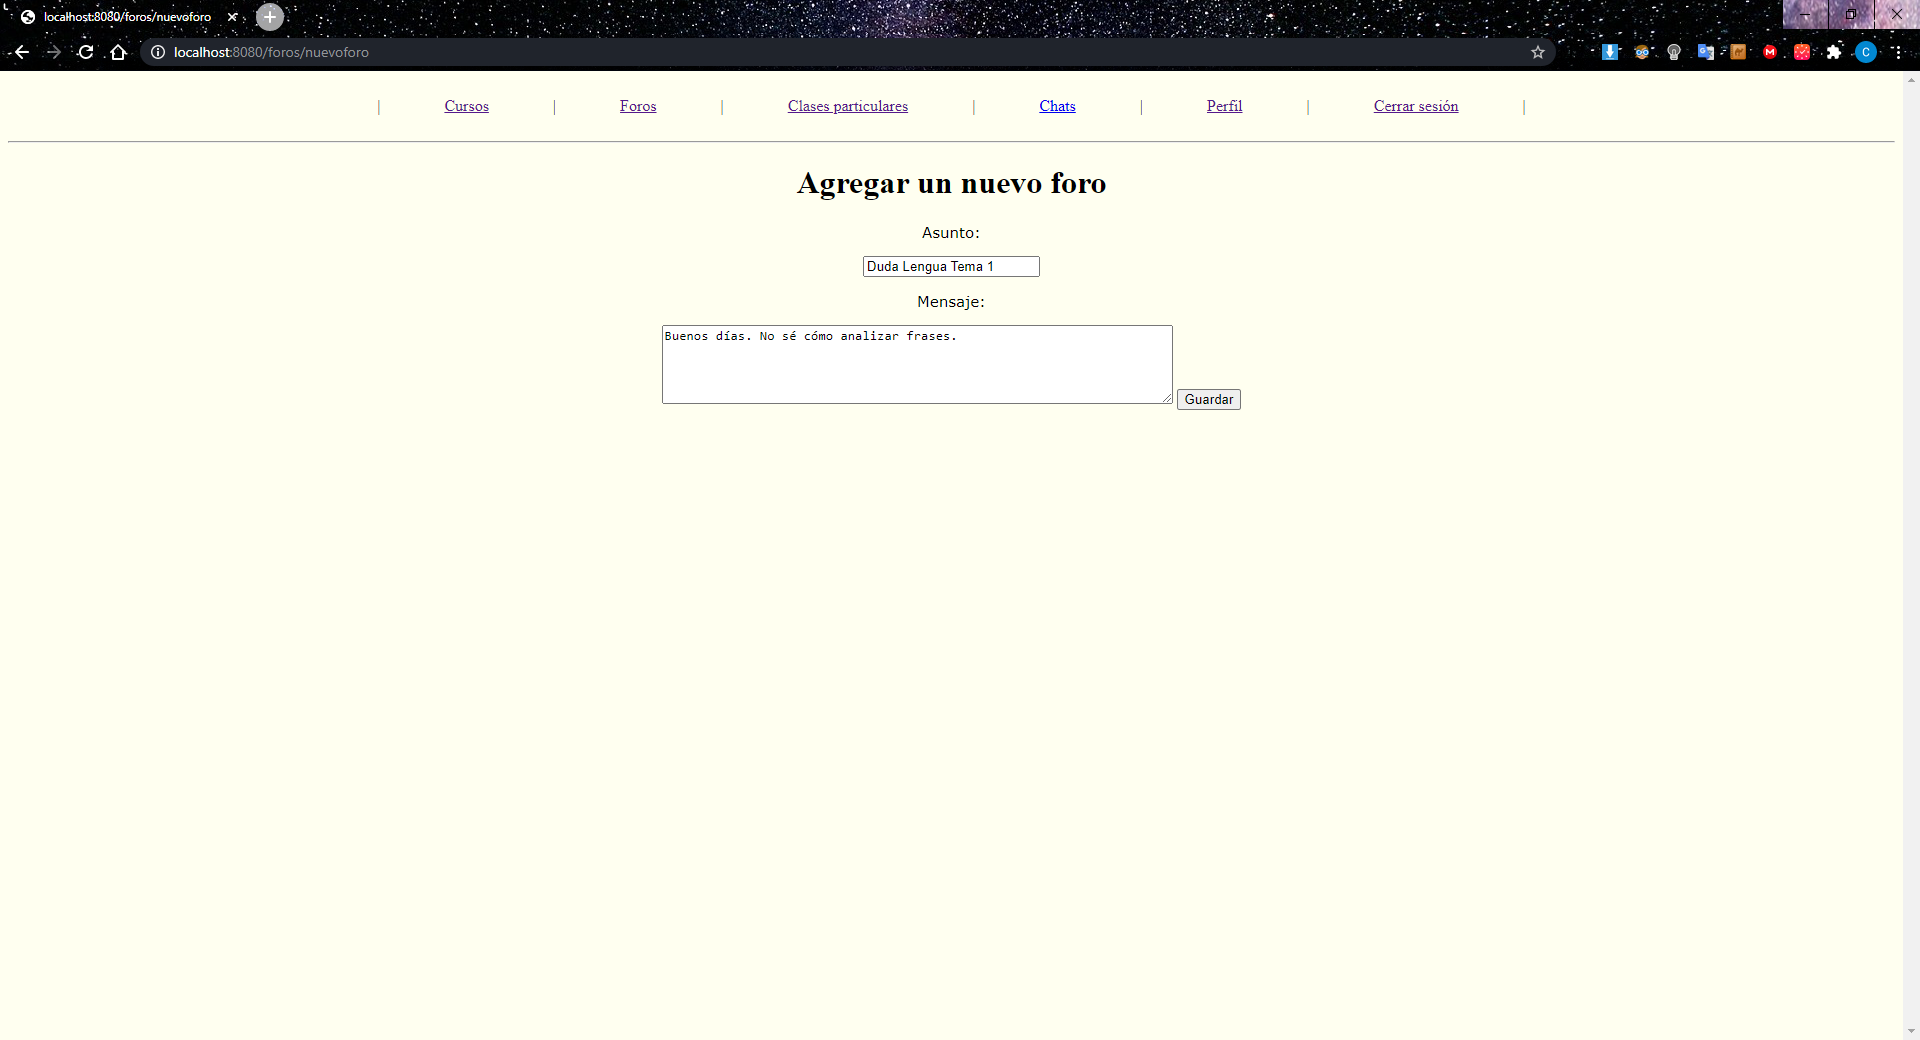 localhost:8080/foros/nuevoforo
localhost:8080/foros/nuevoforo
C
| Cursos | Foros | Clases particulares | Chats | Perfil | Cerrar sesión |
Agregar un nuevo foro
Asunto:
Duda Lengua Tema 1
Mensaje:
Buenos días. No sé cómo analizar frases.
Guardar